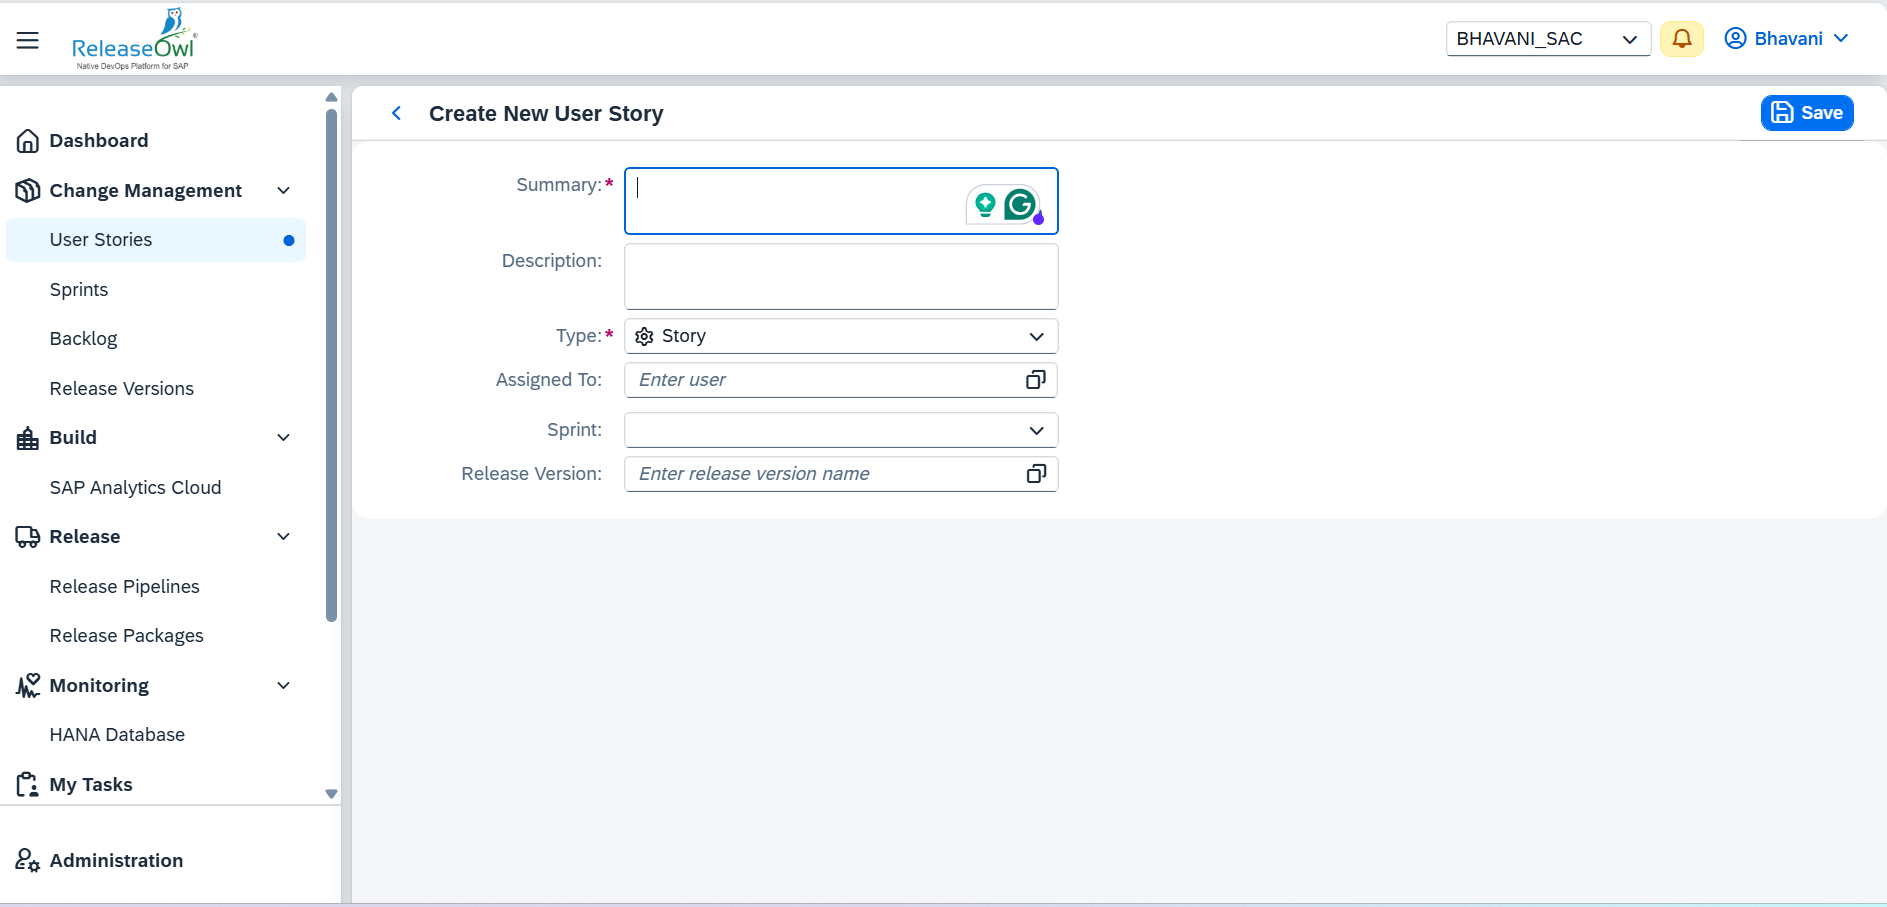 ReleaseOwl
Native DevOps Platform for SAP
BHAVANI_SAC
Bhavani
Dashboard
Change Management
User Stories
Sprints
Backlog
Release Versions
Build
SAP Analytics Cloud
Release
Release Pipelines
Release Packages
Monitoring
HANA Database
My Tasks
Administration
Create New User Story
Save
Summary:*
Description:
Type:* Story
Assigned To: Enter user
Sprint:
Release Version: Enter release version name